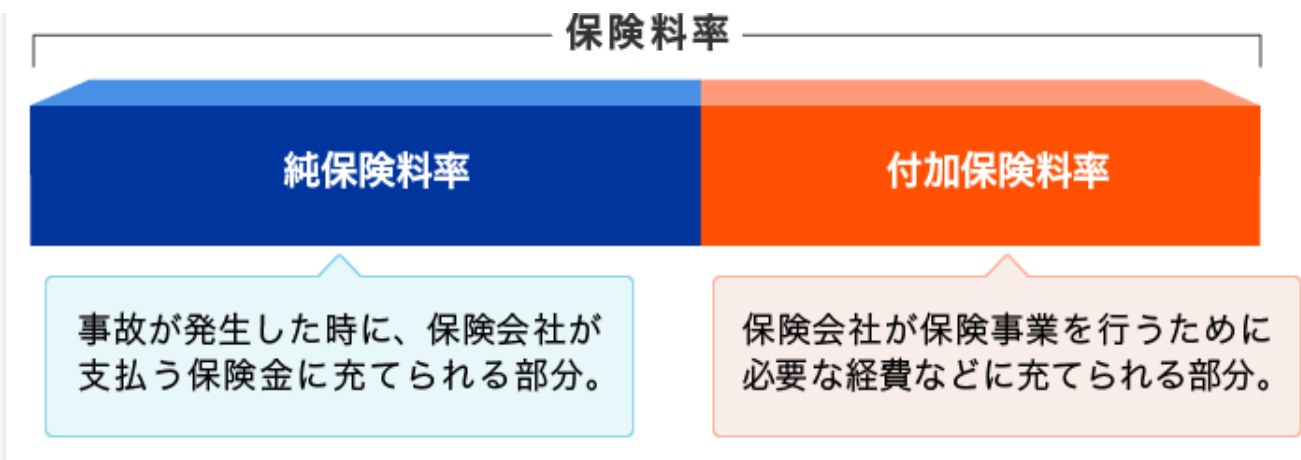 保険料率
純保険料率
付加保険料率
事故が発生した時に、保険会社が
支払う保険金に充てられる部分。
保険会社が保険事業を行うために
必要な経費などに充てられる部分。